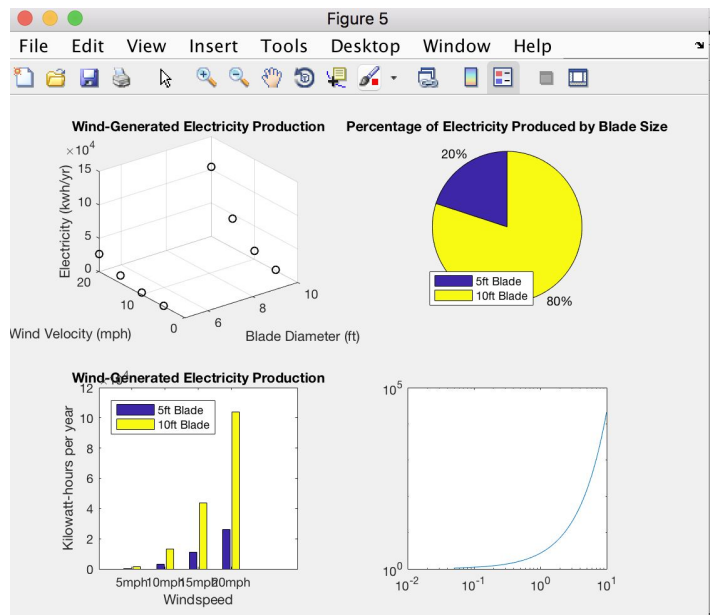 Figure 5
File Edit View Insert Tools Desktop Window Help
Wind-Generated Electricity Production
×10^4
15
10
5
0
Electricity (kwh/yr)
20
10
0
Wind Velocity (mph)
6
8
10
Blade Diameter (ft)
Percentage of Electricity Produced by Blade Size
20%
80%
5ft Blade
10ft Blade
Wind-Generated Electricity Production
12
10
8
6
4
2
0
Kilowatt-hours per year
5ft Blade
10ft Blade
5mph 10mph 15mph 20mph
Windspeed
10^5
10^0
10^-2 10^-1 10^0 10^1